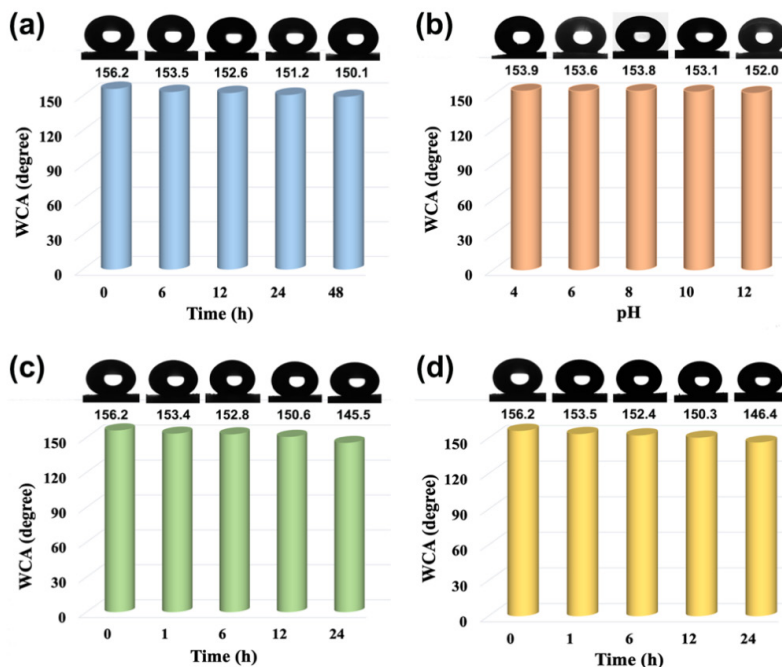 (a)
156.2 153.5 152.6 151.2 150.1
150
120
90
60
30
0
WCA (degree)
0 6 12 24 48
Time (h)
(b)
153.9 153.6 153.8 153.1 152.0
150
120
90
60
30
0
WCA (degree)
4 6 8 10 12
pH
(c)
156.2 153.4 152.8 150.6 145.5
150
120
90
60
30
0
WCA (degree)
0 1 6 12 24
Time (h)
(d)
156.2 153.5 152.4 150.3 146.4
150
120
90
60
30
0
WCA (degree)
0 1 6 12 24
Time (h)